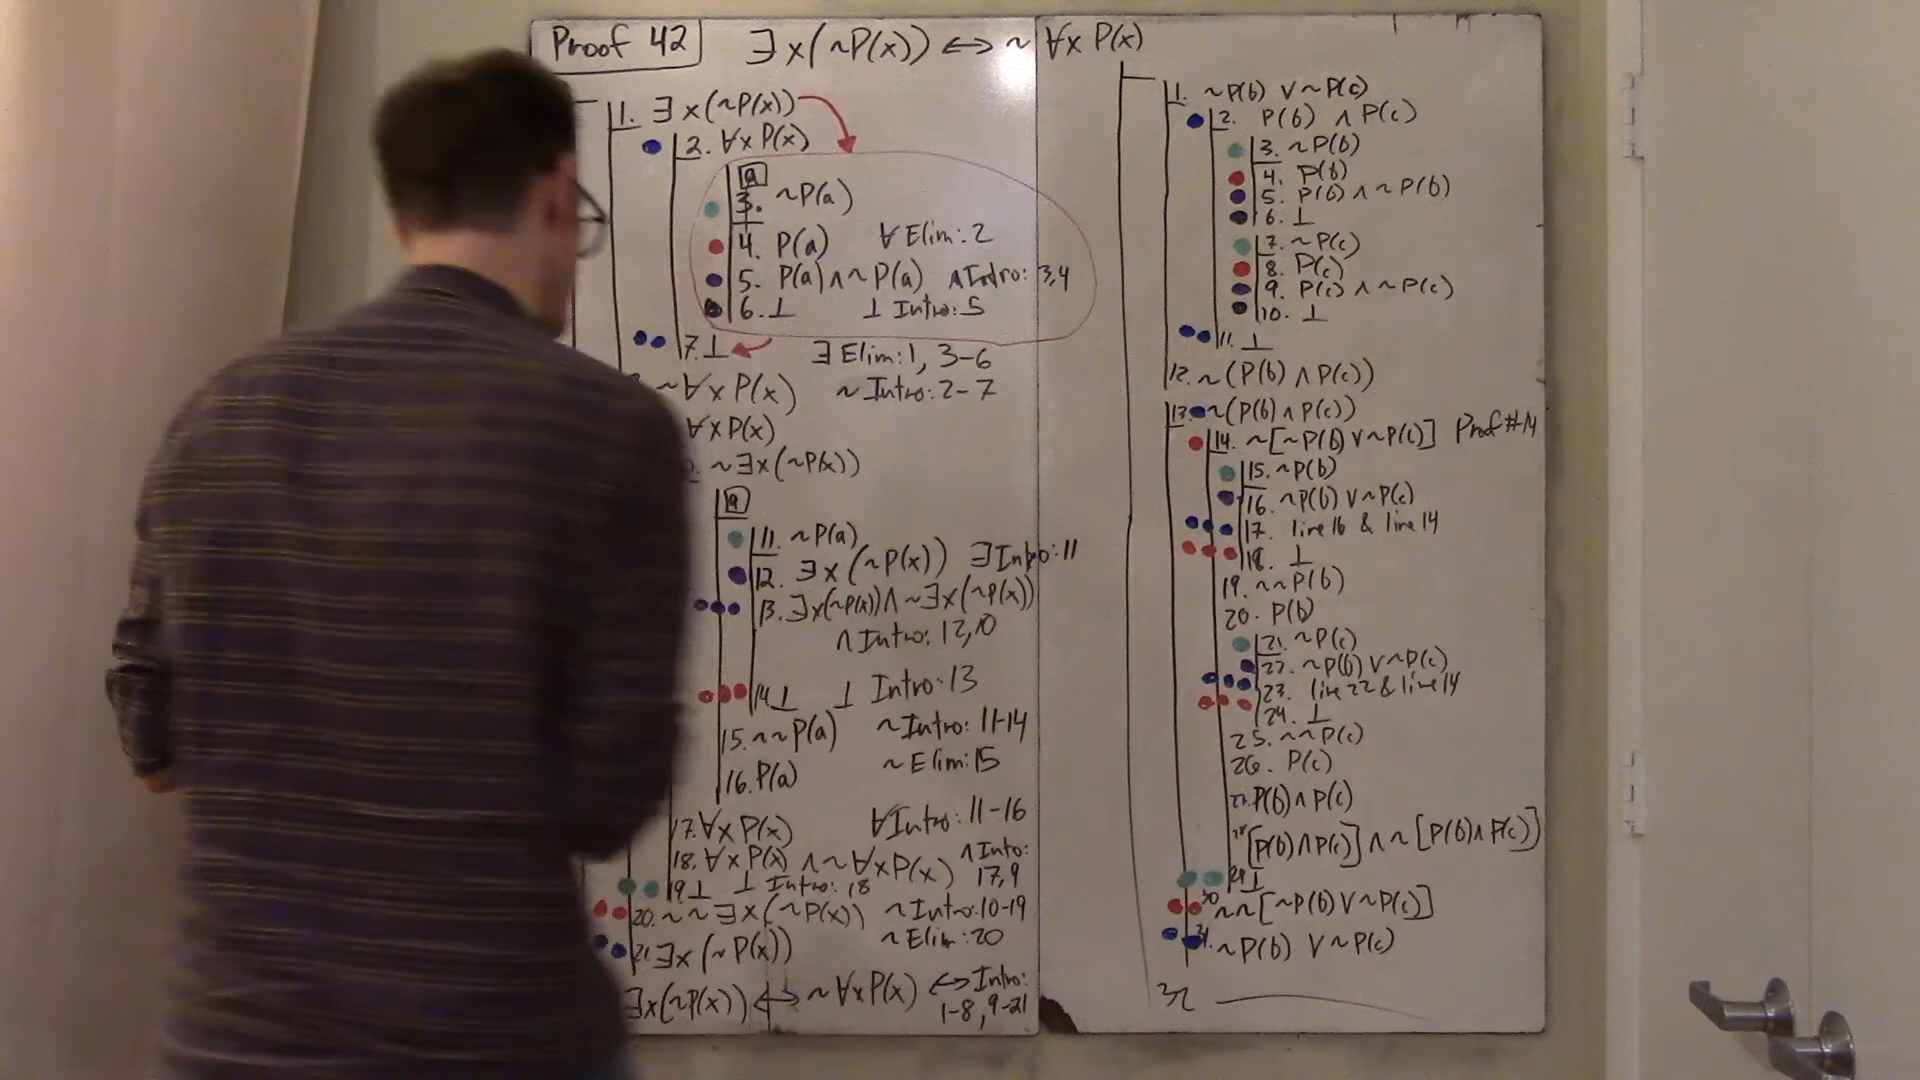 Proof 42
∃x(~P(x)) ↔ ~∀x P(x)
1. ∃x(~P(x))
2. ∀x P(x)
a
3. ~P(a)
4. P(a) ∀ Elim: 2
5. P(a) ∧ ~P(a) ∧ Intro: 3,4
6. ⊥ ⊥ Intro: 5
7. ⊥ ∃ Elim: 1, 3-6
~∀x P(x) ~ Intro: 2-7
∀x P(x)
~∃x(~P(x))
a
11. ~P(a)
12. ∃x(~P(x)) ∃ Intro: 11
13. ∃x(~P(x)) ∧ ~∃x(~P(x))
∧ Intro: 12,10
14. ⊥ ⊥ Intro: 13
15. ~~P(a) ~Intro: 11-14
16. P(a) ~Elim: 15
17. ∀x P(x) ∀Intro: 11-16
18. ∀x P(x) ∧ ~∀x P(x) ∧ Into: 17,9
19. ⊥ ⊥ Intro: 18
20. ~~∃x(~P(x)) ~Intro: 10-19
21. ∃x(~P(x)) ~Elim: 20
∃x(~P(x)) ↔ ~∀x P(x) ↔ Intro: 1-8, 9-21
1. ~P(b) ∨ ~P(c)
2. P(b) ∧ P(c)
3. ~P(b)
4. P(b)
5. P(b) ∧ ~P(b)
6. ⊥
7. ~P(c)
8. P(c)
9. P(c) ∧ ~P(c)
10. ⊥
11. ⊥
12. ~(P(b) ∧ P(c))
13. ~(P(b) ∧ P(c))
14. ~[~P(b) ∨ ~P(c)] Proof #14
15. ~P(b)
16. ~P(b) ∨ ~P(c)
17. line 16 & line 14
18. ⊥
19. ~~P(b)
20. P(b)
21. ~P(c)
22. ~P(b) ∨ ~P(c)
23. line 22 & line 14
24. ⊥
25. ~~P(c)
26. P(c)
27. P(b) ∧ P(c)
28. [P(b) ∧ P(c)] ∧ ~[P(b) ∧ P(c)]
29. ⊥
30. ~~[~P(b) ∨ ~P(c)]
31. ~P(b) ∨ ~P(c)
32